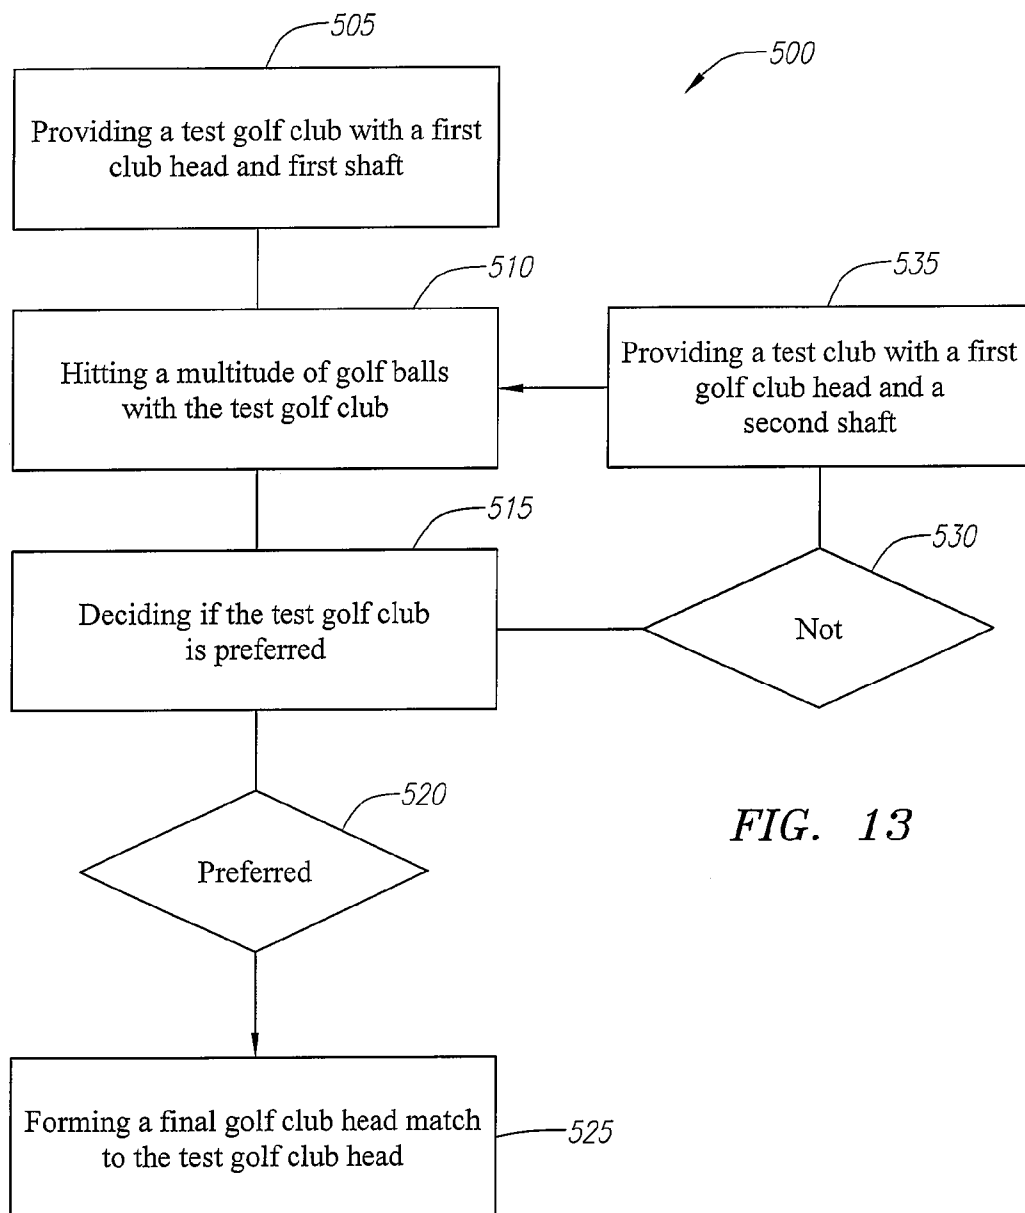 505
500
Providing a test golf club with a first
club head and first shaft
510
535
Hitting a multitude of golf balls
with the test golf club
Providing a test club with a first
golf club head and a
second shaft
515
530
Deciding if the test golf club
is preferred
Not
520
Preferred
FIG. 13
Forming a final golf club head match
to the test golf club head
525